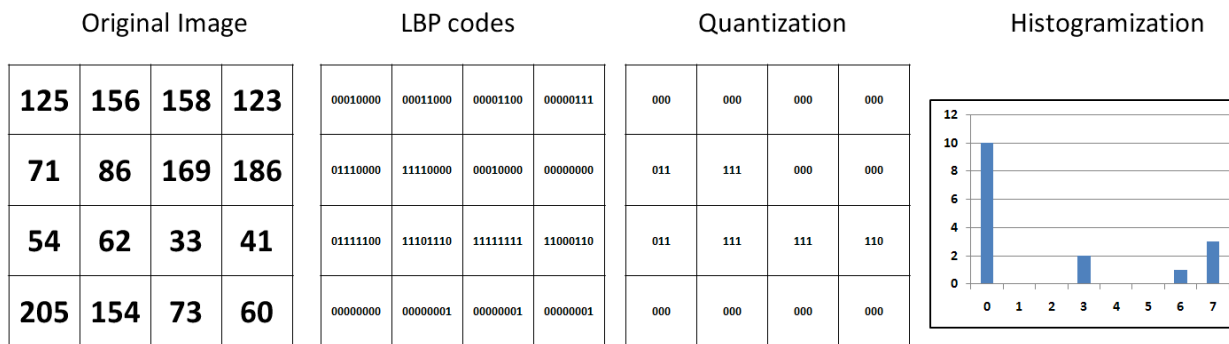 Original Image LBP codes Quantization Histogramization
125 156 158 123
71 86 169 186
54 62 33 41
205 154 73 60
00010000 00011000 00001100 00000111
01110000 11110000 00010000 00000000
01111100 11101110 11111111 11000110
00000000 00000001 00000001 00000001
000 000 000 000
011 111 000 000
011 111 111 110
000 000 000 000
12
10
8
6
4
2
0
0 1 2 3 4 5 6 7